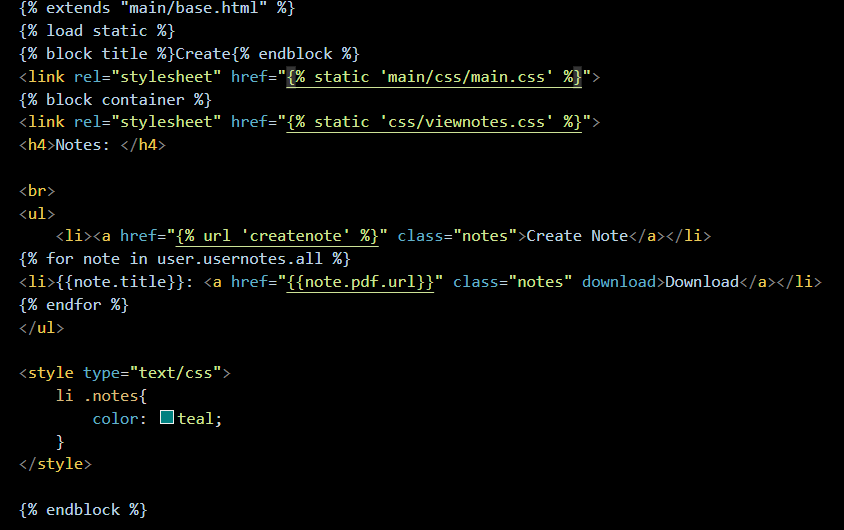 {% extends "main/base.html" %}
{% load static %}
{% block title %}Create{% endblock %}
<link rel="stylesheet" href="{% static 'main/css/main.css' %}">
{% block container %}
<link rel="stylesheet" href="{% static 'css/viewnotes.css' %}">
<h4>Notes: </h4>

<br>
<ul>
    <li><a href="{% url 'createnote' %}" class="notes">Create Note</a></li>
{% for note in user.usernotes.all %}
<li>{{note.title}}: <a href="{{note.pdf.url}}" class="notes" download>Download</a></li>
{% endfor %}
</ul>

<style type="text/css">
    li .notes{
        color: teal;
    }
</style>

{% endblock %}